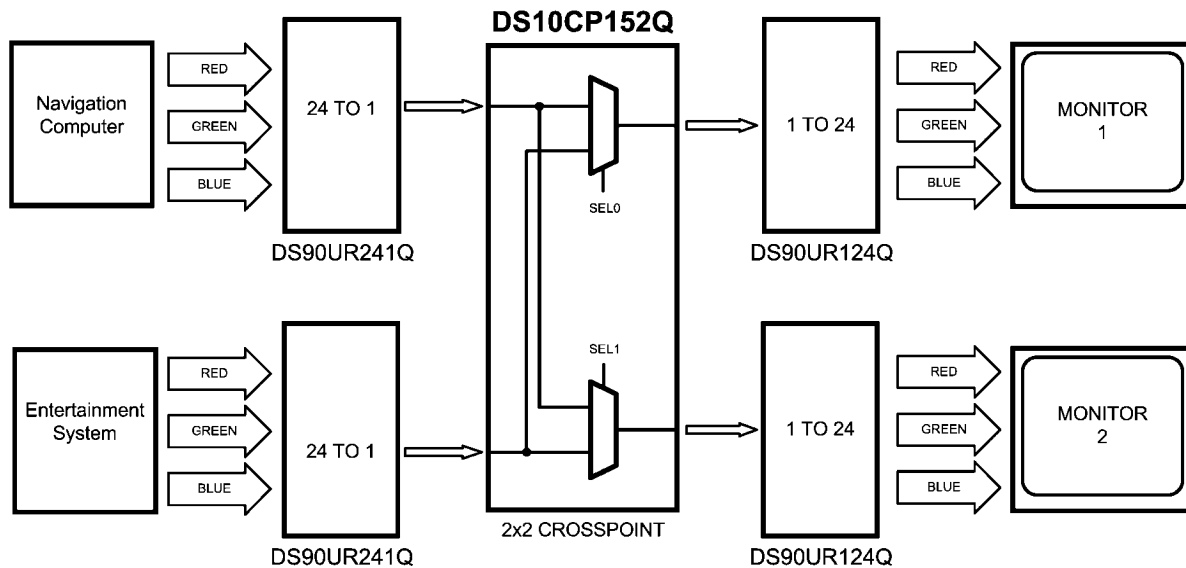 DS10CP152Q
Navigation
Computer
RED
GREEN
BLUE
24 TO 1
DS90UR241Q
SEL0
1 TO 24
DS90UR124Q
RED
GREEN
BLUE
MONITOR
1
Entertainment
System
RED
GREEN
BLUE
24 TO 1
DS90UR241Q
SEL1
2x2 CROSSPOINT
1 TO 24
DS90UR124Q
RED
GREEN
BLUE
MONITOR
2